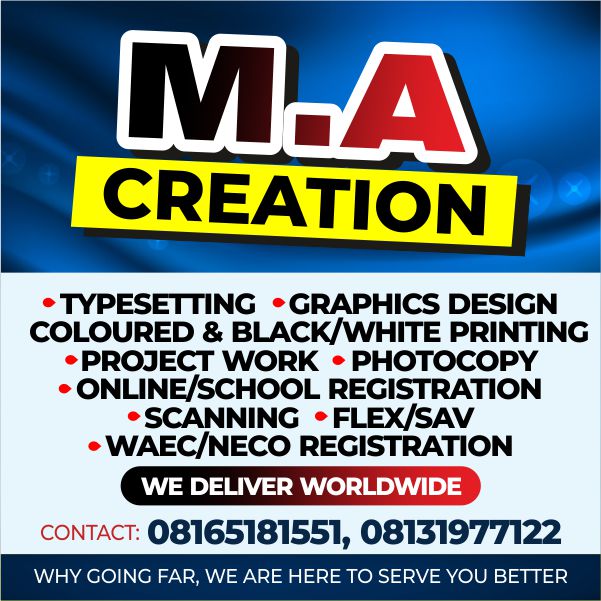 M.A
CREATION
TYPESETTING GRAPHICS DESIGN
COLOURED & BLACK/WHITE PRINTING
PROJECT WORK PHOTOCOPY
ONLINE/SCHOOL REGISTRATION
SCANNING FLEX/SAV
WAEC/NECO REGISTRATION
WE DELIVER WORLDWIDE
CONTACT: 08165181551, 08131977122
WHY GOING FAR, WE ARE HERE TO SERVE YOU BETTER